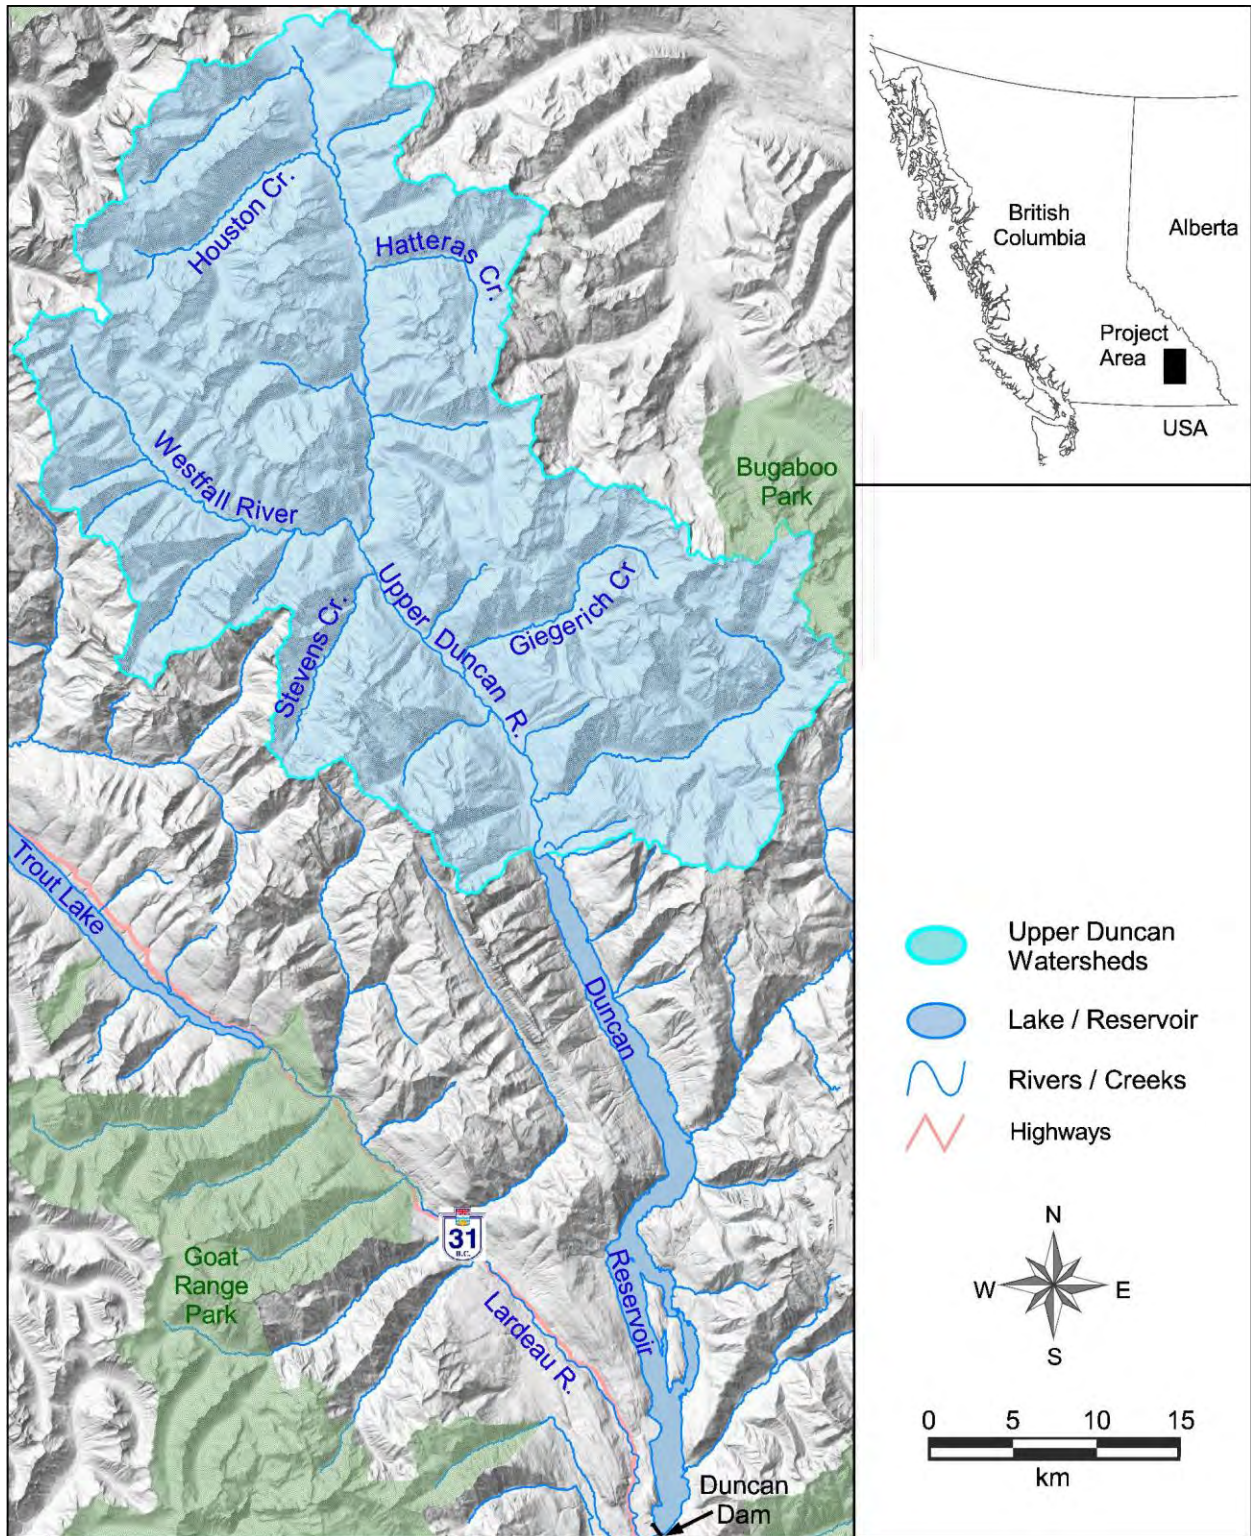 Houston Cr.
Hatteras Cr.
Westfall River
Upper Duncan R.
Giegerich Cr
Stevens Cr.
Bugaboo
Park
Trout Lake
Duncan
Reservoir
31
B.C.
Goat
Range
Park
Lardeau R.
Duncan
Dam
British
Columbia
Alberta
Project
Area
USA
Upper Duncan
Watersheds
Lake / Reservoir
Rivers / Creeks
Highways
N
W E
S
0 5 10 15
km